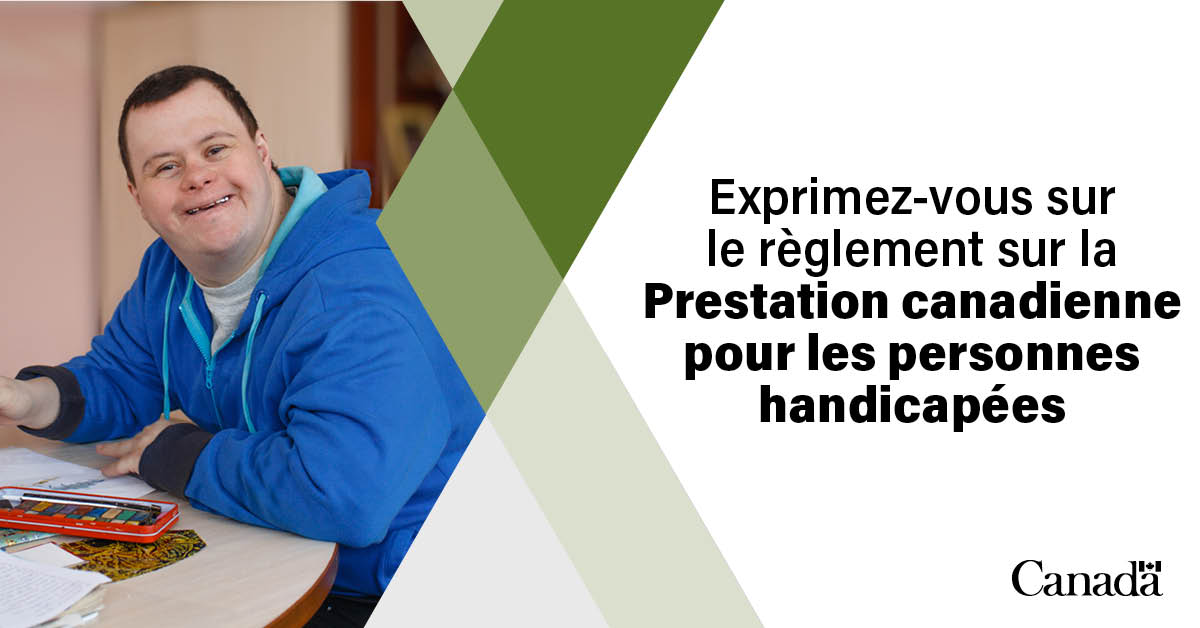 Exprimez-vous sur
le règlement sur la
Prestation canadienne
pour les personnes
handicapées
Canada